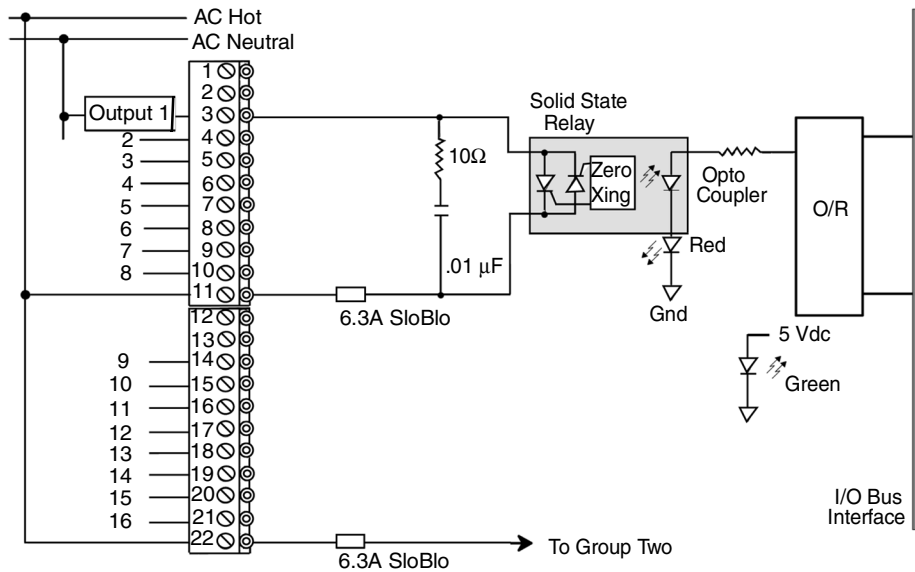 AC Hot
AC Neutral
1
2
Output 1
3
2
4
3
5
4
6
5
7
6
8
7
9
8
10
11
6.3A SloBlo
10Ω
.01 µF
Solid State
Relay
Zero
Xing
Opto
Coupler
Red
Gnd
O/R
5 Vdc
Green
I/O Bus
Interface
12
13
9
14
10
15
11
16
12
17
13
18
14
19
15
20
16
21
22
6.3A SloBlo
To Group Two